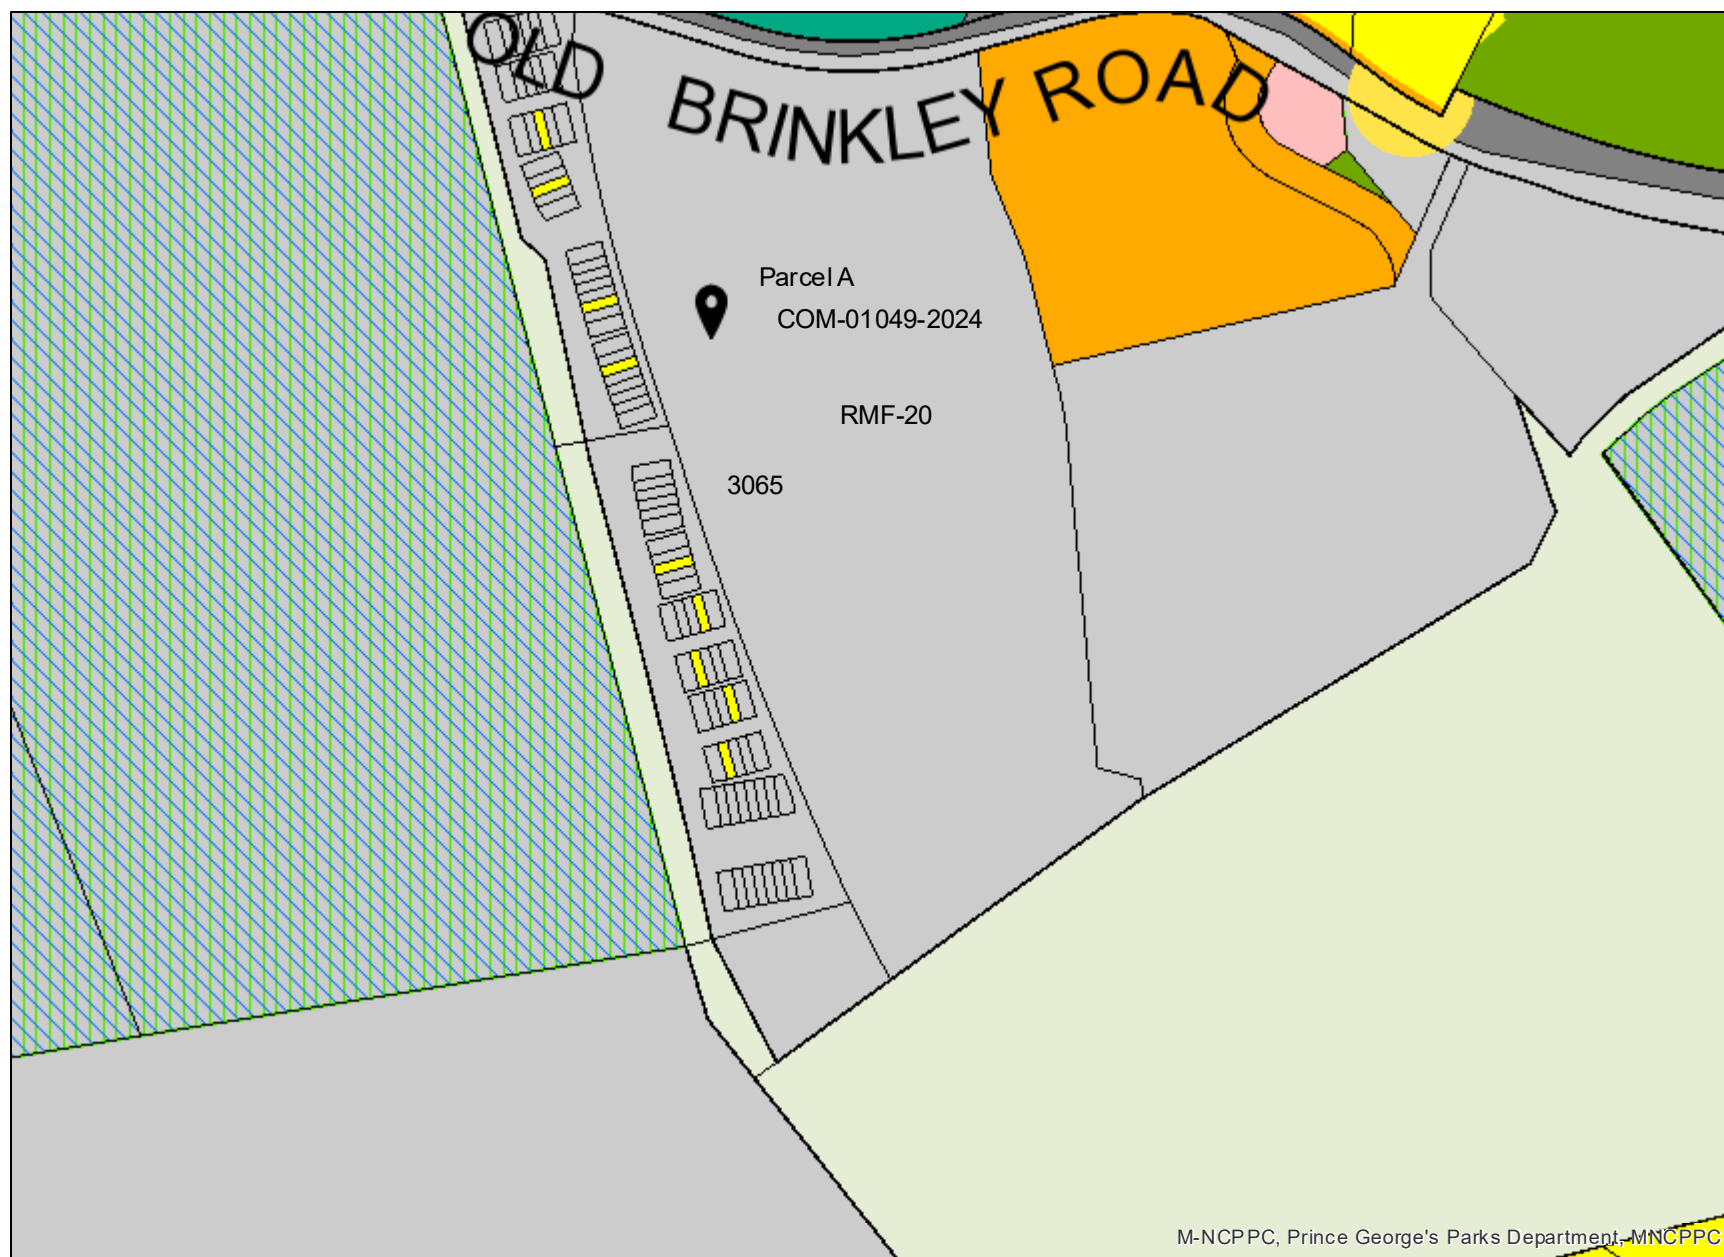 OLD BRINKLEY ROAD
Parcel A
COM-01049-2024
RMF-20
3065
M-NCPPC, Prince George's Parks Department, MNCPPC